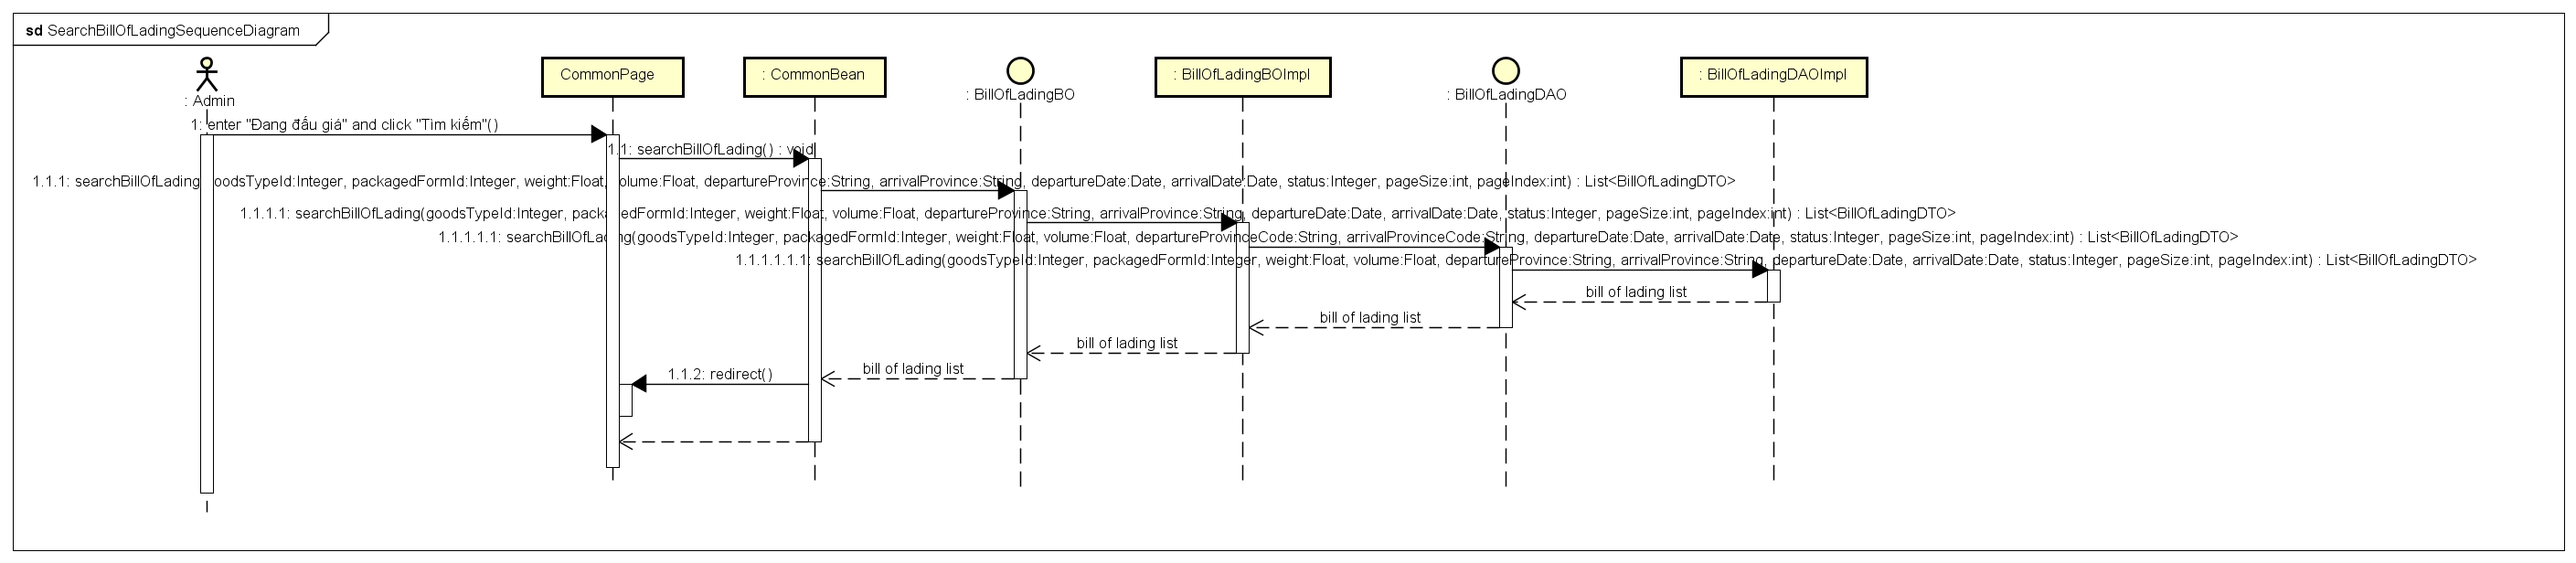 sd SearchBillOfLadingSequenceDiagram
: Admin
CommonPage
: CommonBean
: BillOfLadingBO
: BillOfLadingBOImpl
: BillOfLadingDAO
: BillOfLadingDAOImpl
1: enter "Đang đấu giá" and click "Tìm kiếm"()
1.1: searchBillOfLading() : void
1.1.1: searchBillOfLading(goodsTypeId:Integer, packagedFormId:Integer, weight:Float, volume:Float, departureProvince:String, arrivalProvince:String, departureDate:Date, arrivalDate:Date, status:Integer, pageSize:int, pageIndex:int) : List<BillOfLadingDTO>
1.1.1.1: searchBillOfLading(goodsTypeId:Integer, packagedFormId:Integer, weight:Float, volume:Float, departureProvince:String, arrivalProvince:String, departureDate:Date, arrivalDate:Date, status:Integer, pageSize:int, pageIndex:int) : List<BillOfLadingDTO>
1.1.1.1.1: searchBillOfLading(goodsTypeId:Integer, packagedFormId:Integer, weight:Float, volume:Float, departureProvinceCode:String, arrivalProvinceCode:String, departureDate:Date, arrivalDate:Date, status:Integer, pageSize:int, pageIndex:int) : List<BillOfLadingDTO>
1.1.1.1.1.1: searchBillOfLading(goodsTypeId:Integer, packagedFormId:Integer, weight:Float, volume:Float, departureProvince:String, arrivalProvince:String, departureDate:Date, arrivalDate:Date, status:Integer, pageSize:int, pageIndex:int) : List<BillOfLadingDTO>
bill of lading list
bill of lading list
bill of lading list
bill of lading list
1.1.2: redirect()